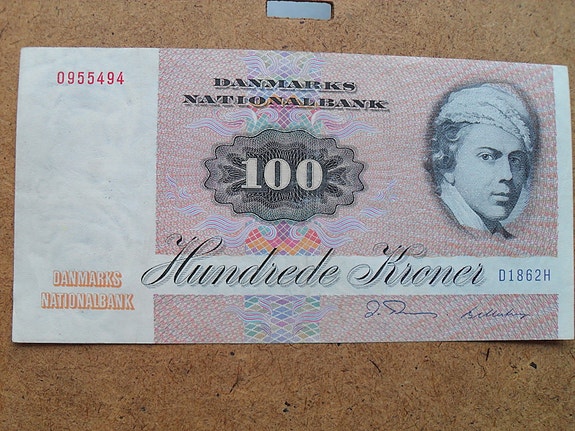 0955494
DANMARKS
NATIONALBANK
100
Hundrede Kroner
D1862H
DANMARKS
NATIONALBANK